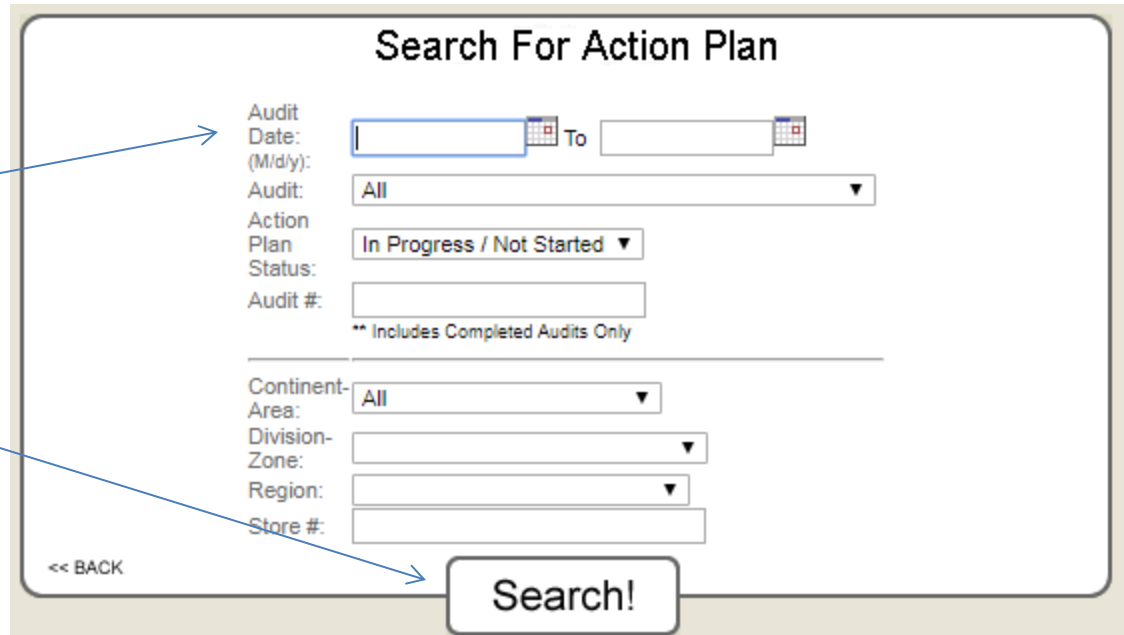 Search For Action Plan
Audit
Date:
(M/d/y):
To
Audit:
All
Action
Plan
Status:
In Progress / Not Started
Audit #:
** Includes Completed Audits Only
Continent-
Area:
All
Division-
Zone:
Region:
Store #:
<< BACK
Search!